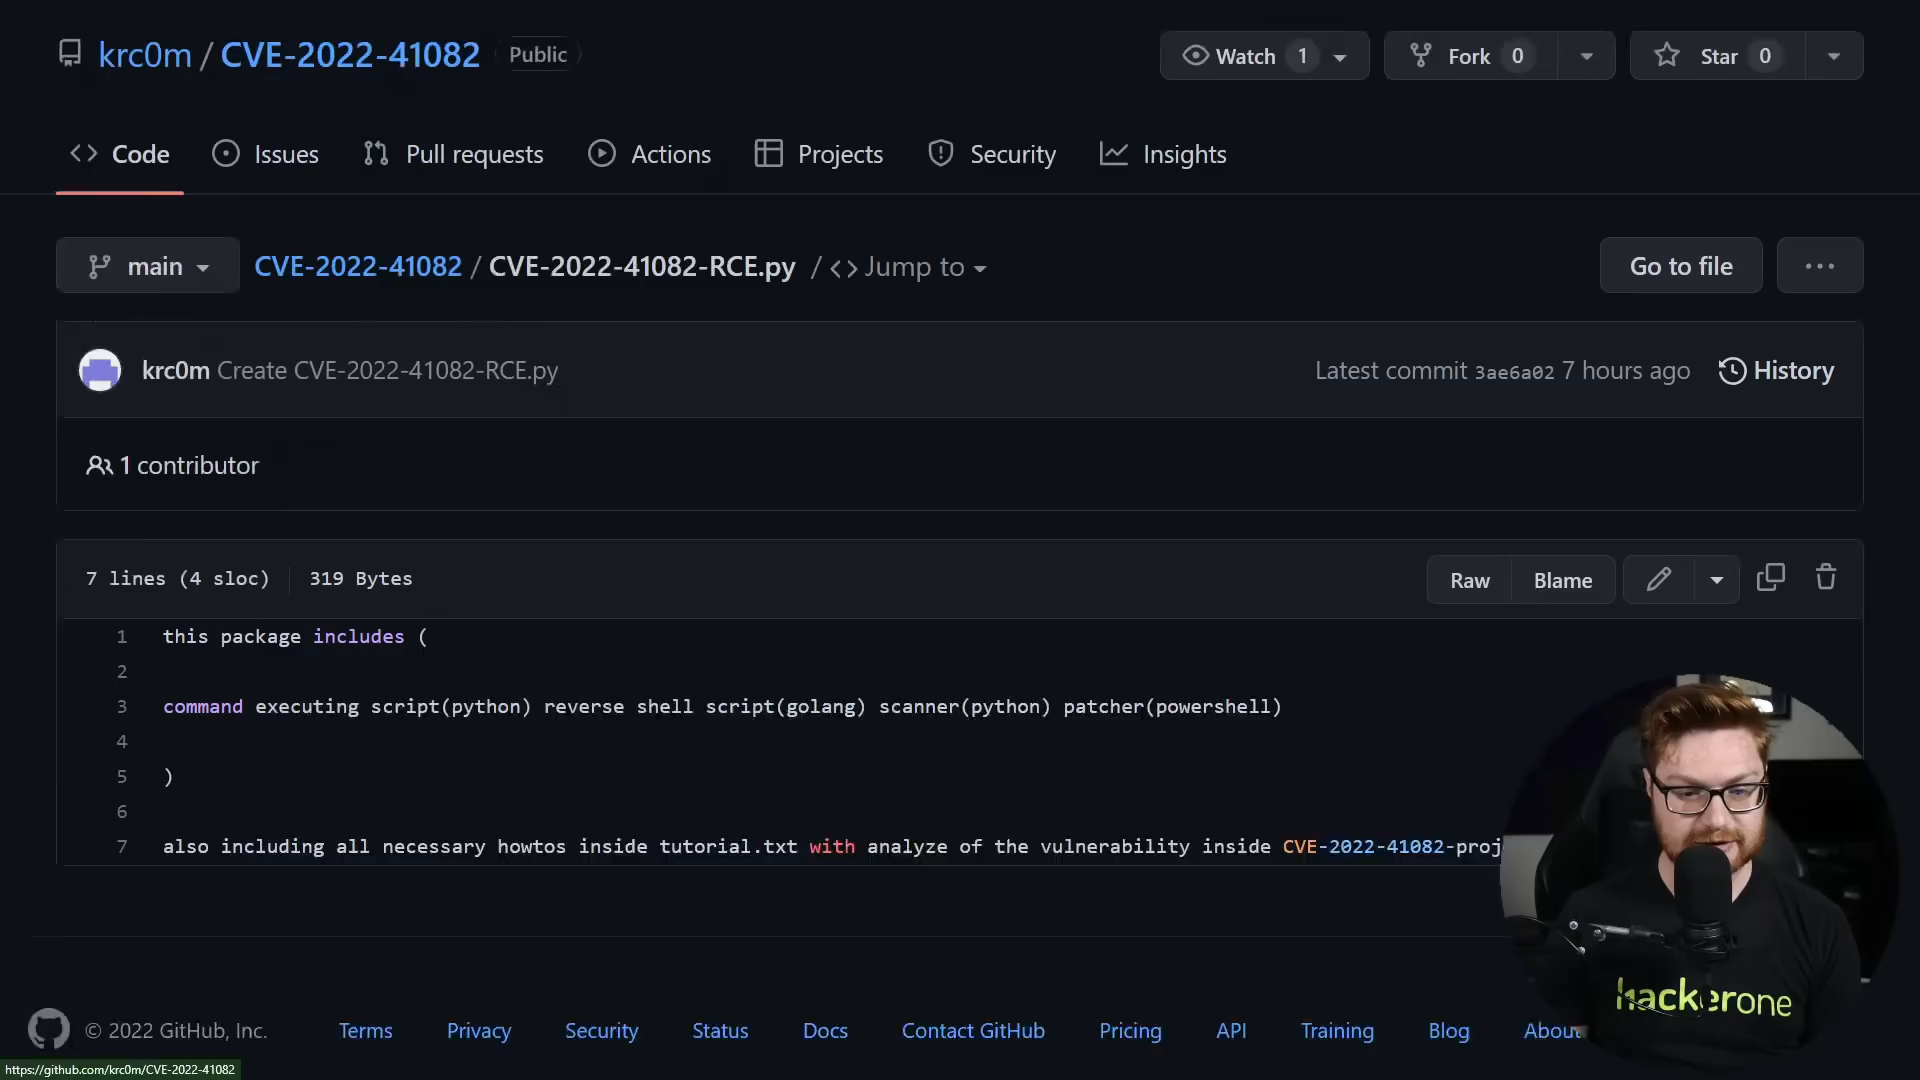 krc0m / CVE-2022-41082 Public
Watch 1 Fork 0 Star 0
Code Issues Pull requests Actions Projects Security Insights
main CVE-2022-41082 / CVE-2022-41082-RCE.py / <> Jump to Go to file ...
krc0m Create CVE-2022-41082-RCE.py Latest commit 3ae6a02 7 hours ago History
1 contributor
7 lines (4 sloc) 319 Bytes Raw Blame
1 this package includes (
2
3 command executing script(python) reverse shell script(golang) scanner(python) patcher(powershell)
4
5 )
6
7 also including all necessary howtos inside tutorial.txt with analyze of the vulnerability inside CVE-2022-41082-proj
hackerone
© 2022 GitHub, Inc. Terms Privacy Security Status Docs Contact GitHub Pricing API Training Blog About
https://github.com/krc0m/CVE-2022-41082